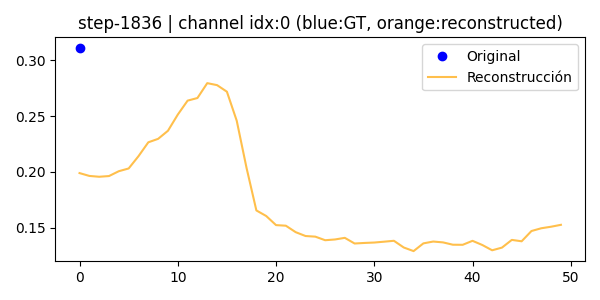 step-1836 | channel idx:0 (blue:GT, orange:reconstructed)
Original
Reconstrucción
0.30
0.25
0.20
0.15
0 10 20 30 40 50